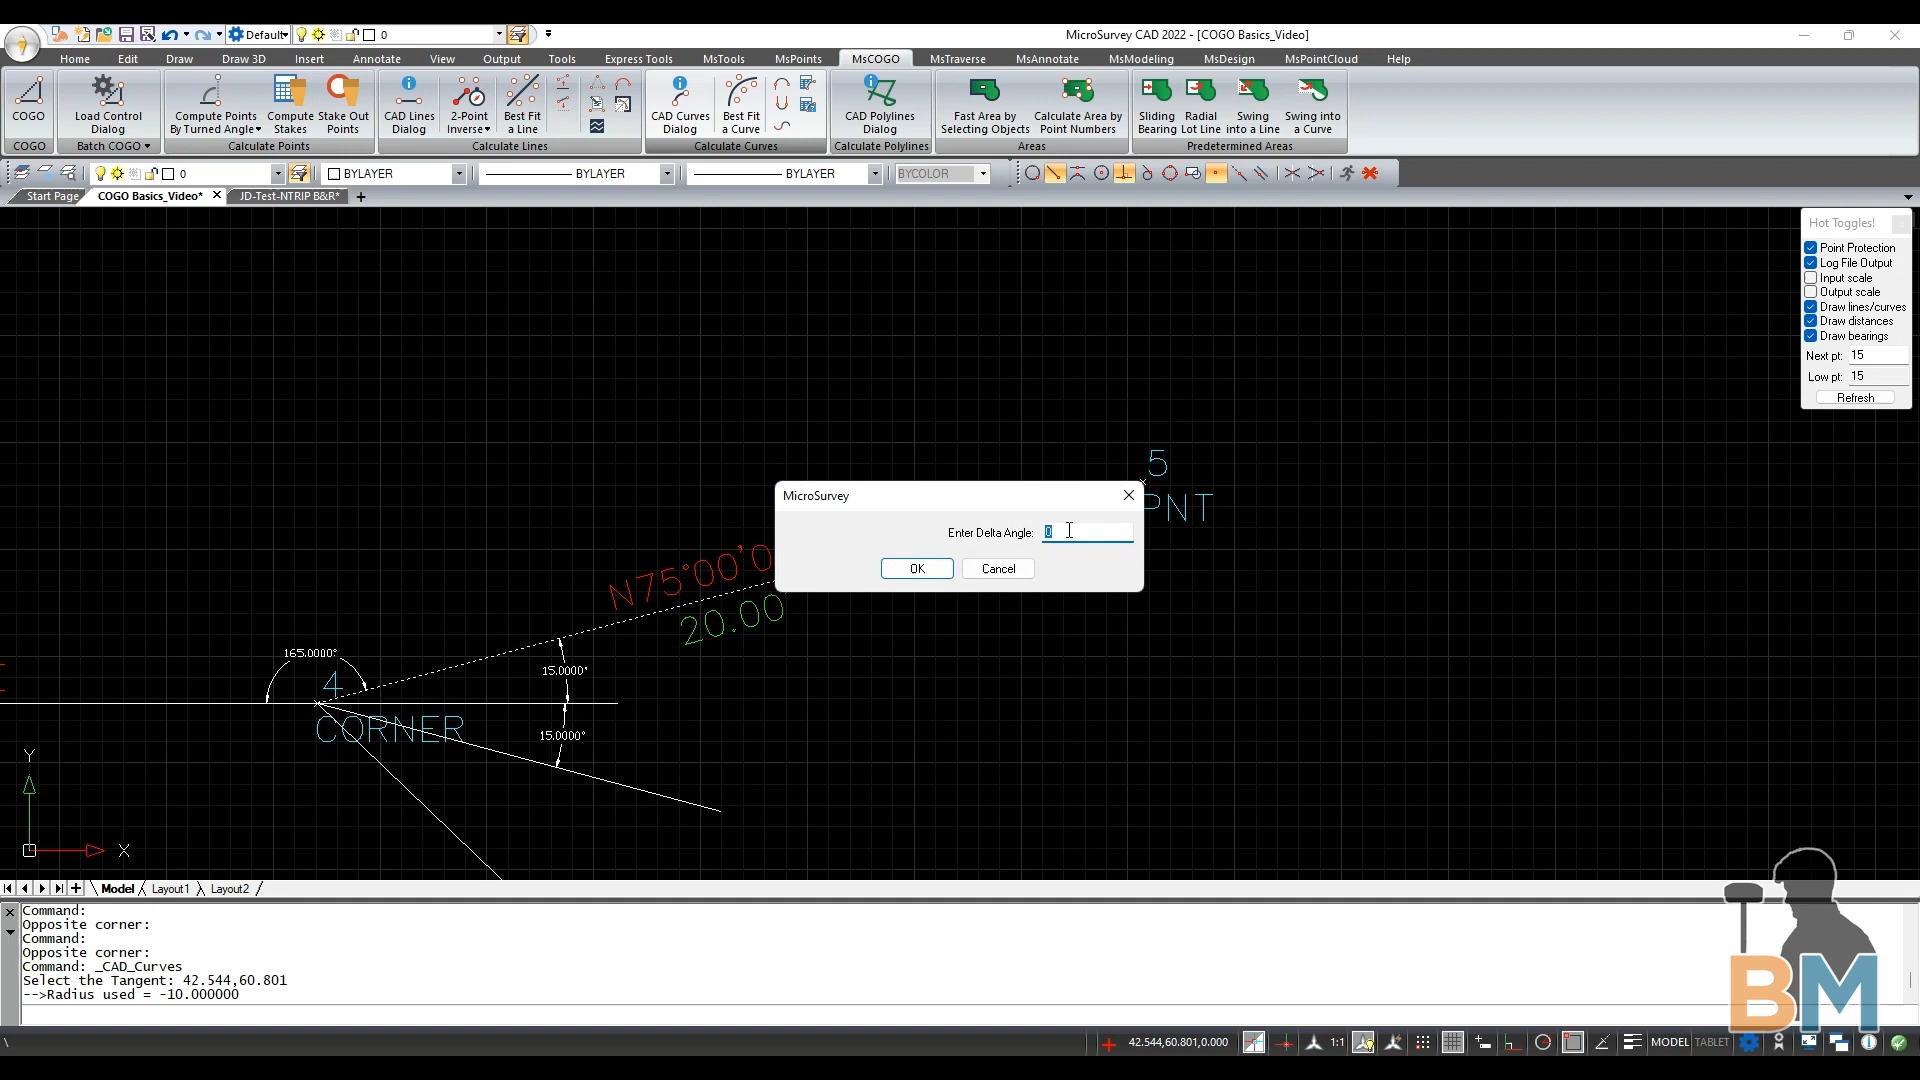 Default
0
MicroSurvey CAD 2022 - [COGO Basics_Video]
Home Edit Draw Draw 3D Insert Annotate View Output Tools Express Tools MsTools MsPoints MsCOGO MsTraverse MsAnnotate MsModeling MsDesign MsPointCloud Help
COGO
COGO
Load Control Dialog
Batch COGO
Compute Points By Turned Angle
Compute Stakes
Stake Out Points
Calculate Points
CAD Lines Dialog
2-Point Inverse
Best Fit a Line
Calculate Lines
CAD Curves Dialog
Best Fit a Curve
Calculate Curves
CAD Polylines Dialog
Calculate Polylines
Fast Area by Selecting Objects
Calculate Area by Point Numbers
Areas
Sliding Bearing
Radial Lot Line
Swing into a Line
Swing into a Curve
Predetermined Areas
0 BYLAYER BYLAYER BYLAYER BYCOLOR
Start Page COGO Basics_Video* JD-Test-NTRIP B&R*
Hot Toggles!
Point Protection
Log File Output
Input scale
Output scale
Draw lines/curves
Draw distances
Draw bearings
Next pt: 15
Low pt: 15
Refresh
5
PNT
MicroSurvey
Enter Delta Angle: 0
OK Cancel
N75°00'0
20.00
165.0000°
15.0000°
4
CORNER
15.0000°
Y
X
Model Layout1 Layout2
Command:
Opposite corner:
Command:
Opposite corner:
Command: _CAD_Curves
Select the Tangent: 42.544,60.801
-->Radius used = -10.000000
BM
\ 42.544,60.801,0.000 1:1 MODEL TABLET